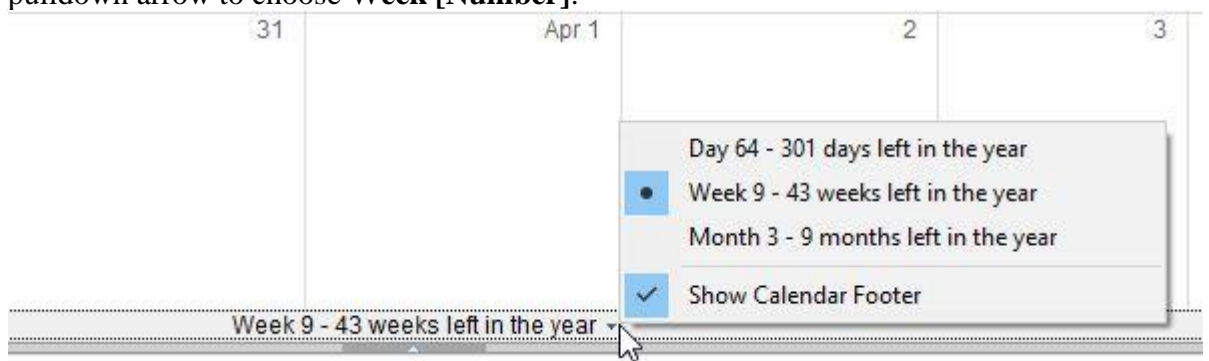 pulldown arrow to choose Week [Number].
31 Apr 1 2 3
Day 64 - 301 days left in the year
Week 9 - 43 weeks left in the year
Month 3 - 9 months left in the year
Show Calendar Footer
Week 9 - 43 weeks left in the year